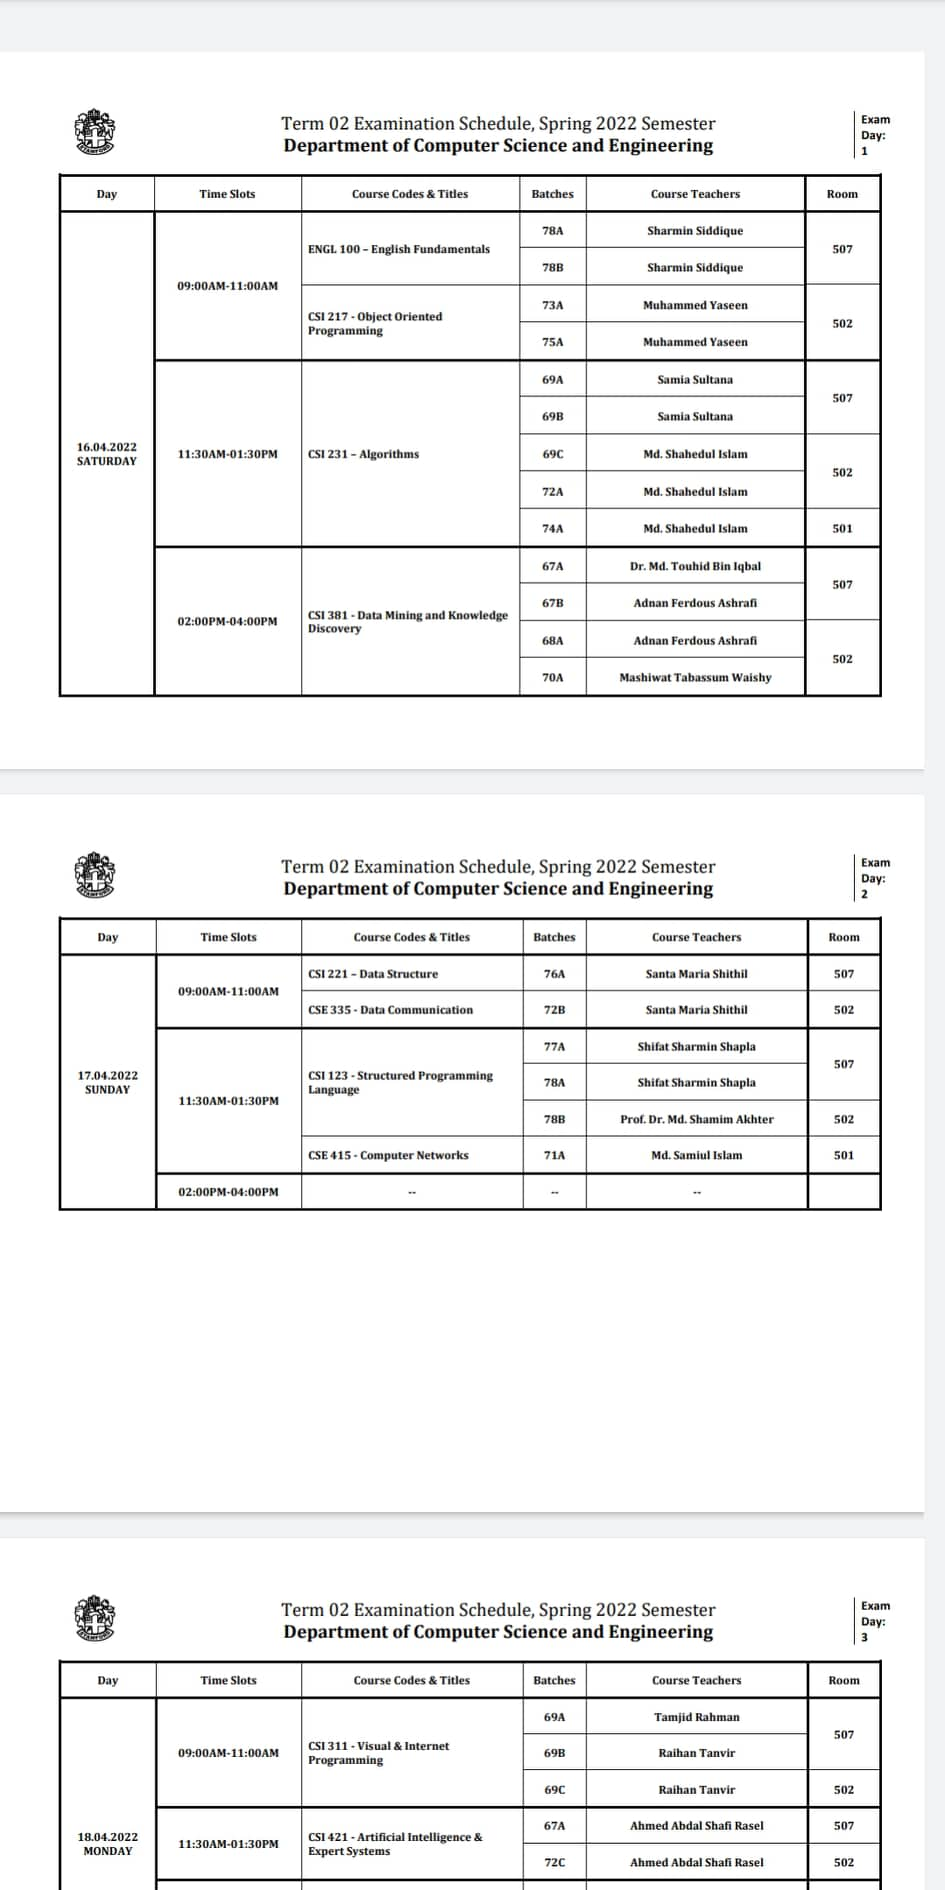 Term 02 Examination Schedule, Spring 2022 Semester
Department of Computer Science and Engineering
Exam
Day:
1
Day Time Slots Course Codes & Titles Batches Course Teachers Room
16.04.2022
SATURDAY
09:00AM-11:00AM
ENGL 100 – English Fundamentals
78A Sharmin Siddique
78B Sharmin Siddique
507
CSI 217 - Object Oriented
Programming
73A Muhammed Yaseen
75A Muhammed Yaseen
502
11:30AM-01:30PM
CSI 231 – Algorithms
69A Samia Sultana
69B Samia Sultana
507
69C Md. Shahedul Islam
72A Md. Shahedul Islam
502
74A Md. Shahedul Islam 501
02:00PM-04:00PM
CSI 381 - Data Mining and Knowledge
Discovery
67A Dr. Md. Touhid Bin Iqbal
67B Adnan Ferdous Ashrafi
507
68A Adnan Ferdous Ashrafi
70A Mashiwat Tabassum Waishy
502
Term 02 Examination Schedule, Spring 2022 Semester
Department of Computer Science and Engineering
Exam
Day:
2
Day Time Slots Course Codes & Titles Batches Course Teachers Room
17.04.2022
SUNDAY
09:00AM-11:00AM
CSI 221 – Data Structure 76A Santa Maria Shithil 507
CSE 335 - Data Communication 72B Santa Maria Shithil 502
11:30AM-01:30PM
CSI 123 - Structured Programming
Language
77A Shifat Sharmin Shapla
78A Shifat Sharmin Shapla
507
78B Prof. Dr. Md. Shamim Akhter 502
CSE 415 - Computer Networks 71A Md. Samiul Islam 501
02:00PM-04:00PM -- -- --
Term 02 Examination Schedule, Spring 2022 Semester
Department of Computer Science and Engineering
Exam
Day:
3
Day Time Slots Course Codes & Titles Batches Course Teachers Room
18.04.2022
MONDAY
09:00AM-11:00AM
CSI 311 - Visual & Internet
Programming
69A Tamjid Rahman
69B Raihan Tanvir
507
69C Raihan Tanvir 502
11:30AM-01:30PM
CSI 421 - Artificial Intelligence &
Expert Systems
67A Ahmed Abdal Shafi Rasel 507
72C Ahmed Abdal Shafi Rasel 502